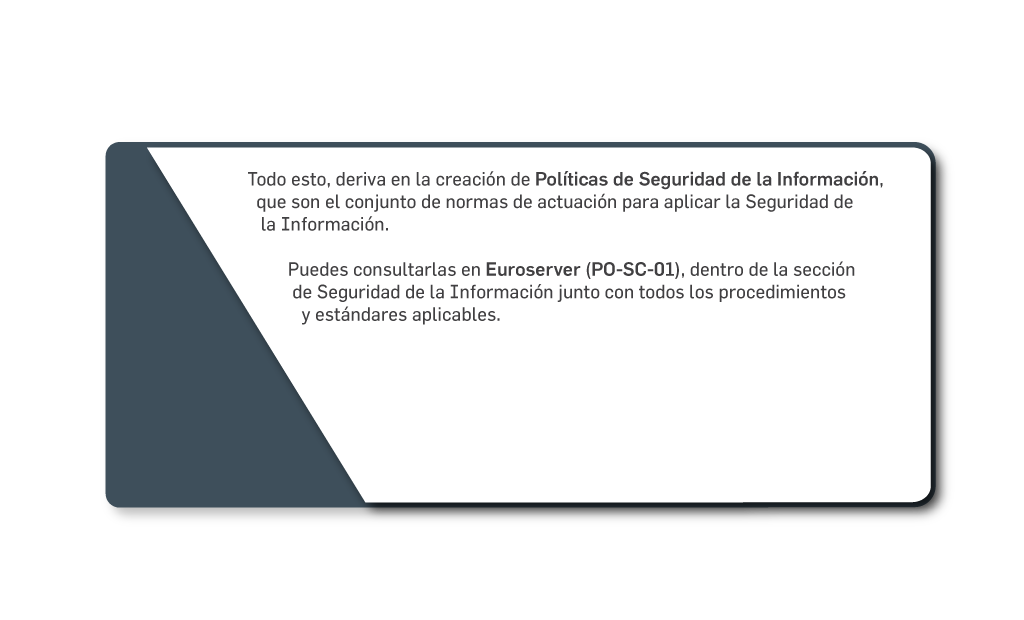 Todo esto, deriva en la creación de Políticas de Seguridad de la Información,
que son el conjunto de normas de actuación para aplicar la Seguridad de
la Información.
Puedes consultarlas en Euroserver (PO-SC-01), dentro de la sección
de Seguridad de la Información junto con todos los procedimientos
y estándares aplicables.